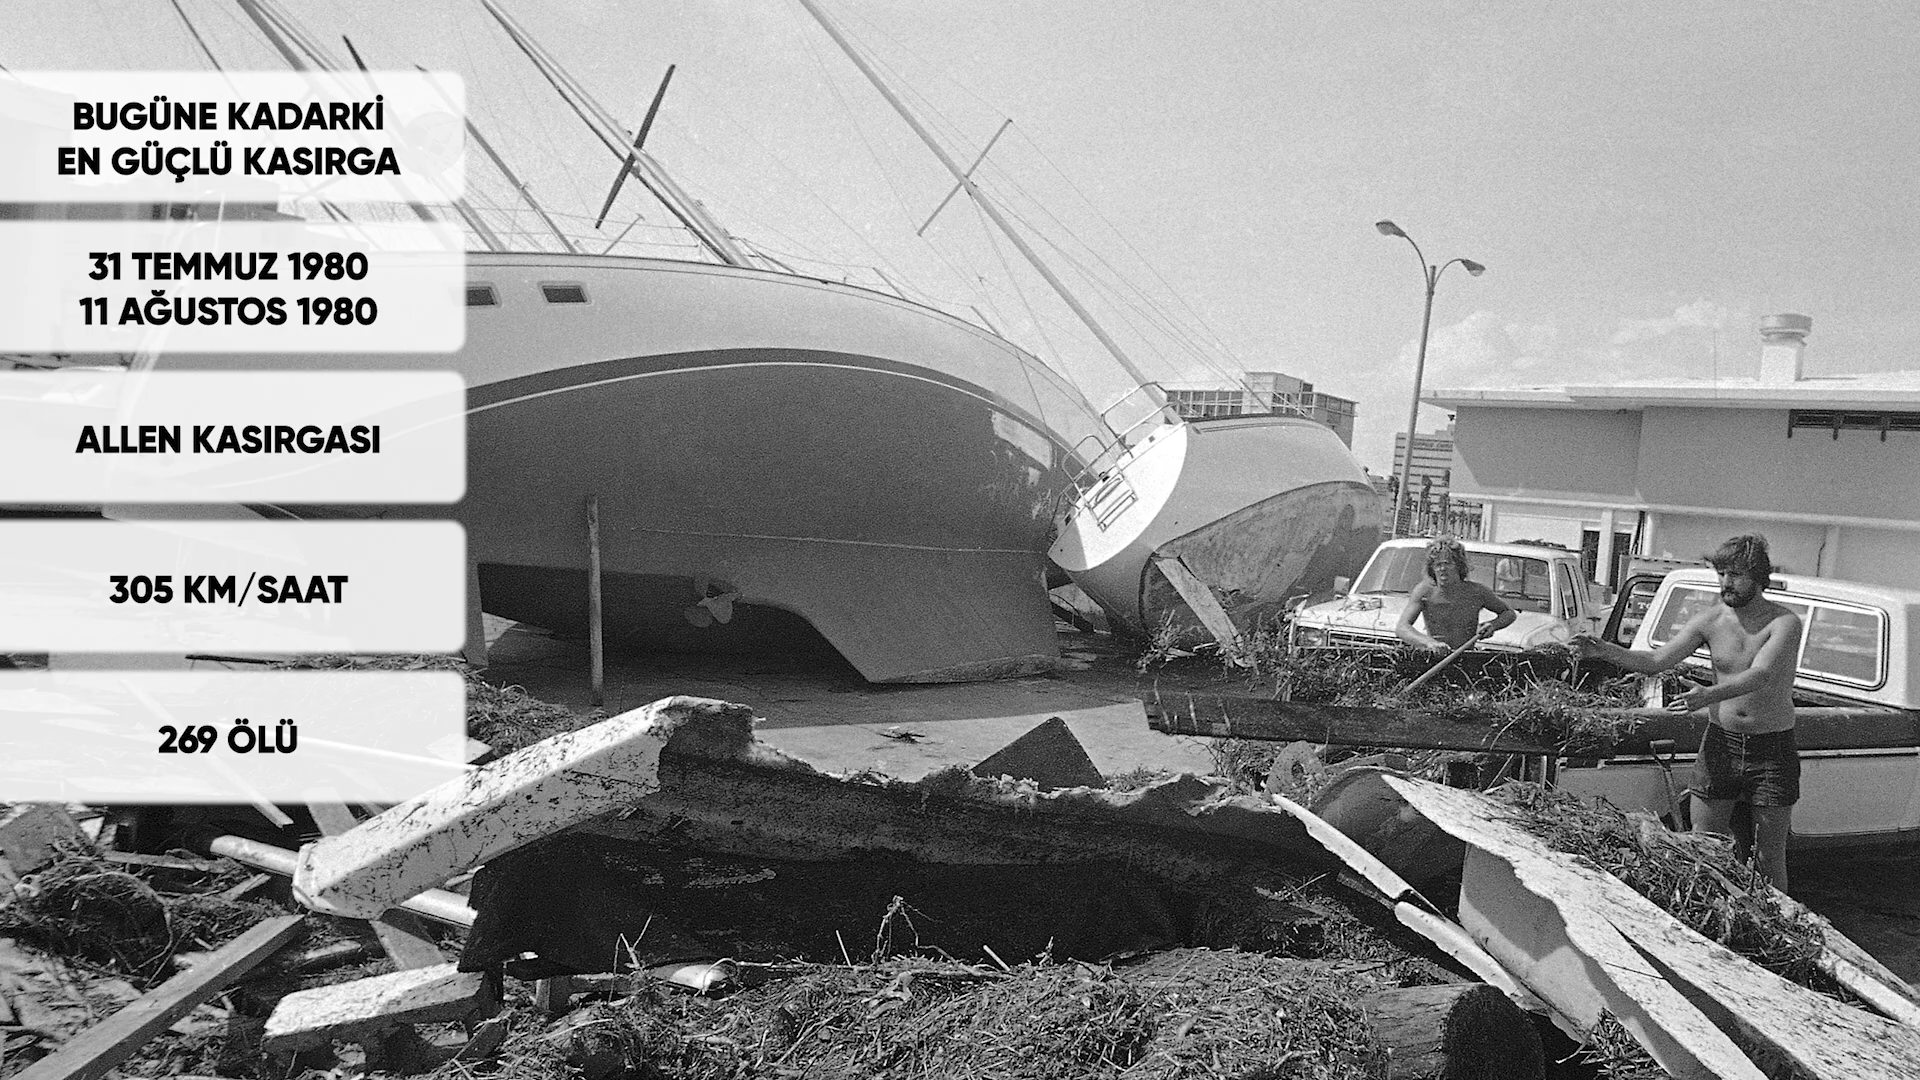 BUGÜNE KADARKİ
EN GÜÇLÜ KASIRGA
31 TEMMUZ 1980
11 AĞUSTOS 1980
ALLEN KASIRGASI
305 KM/SAAT
269 ÖLÜ